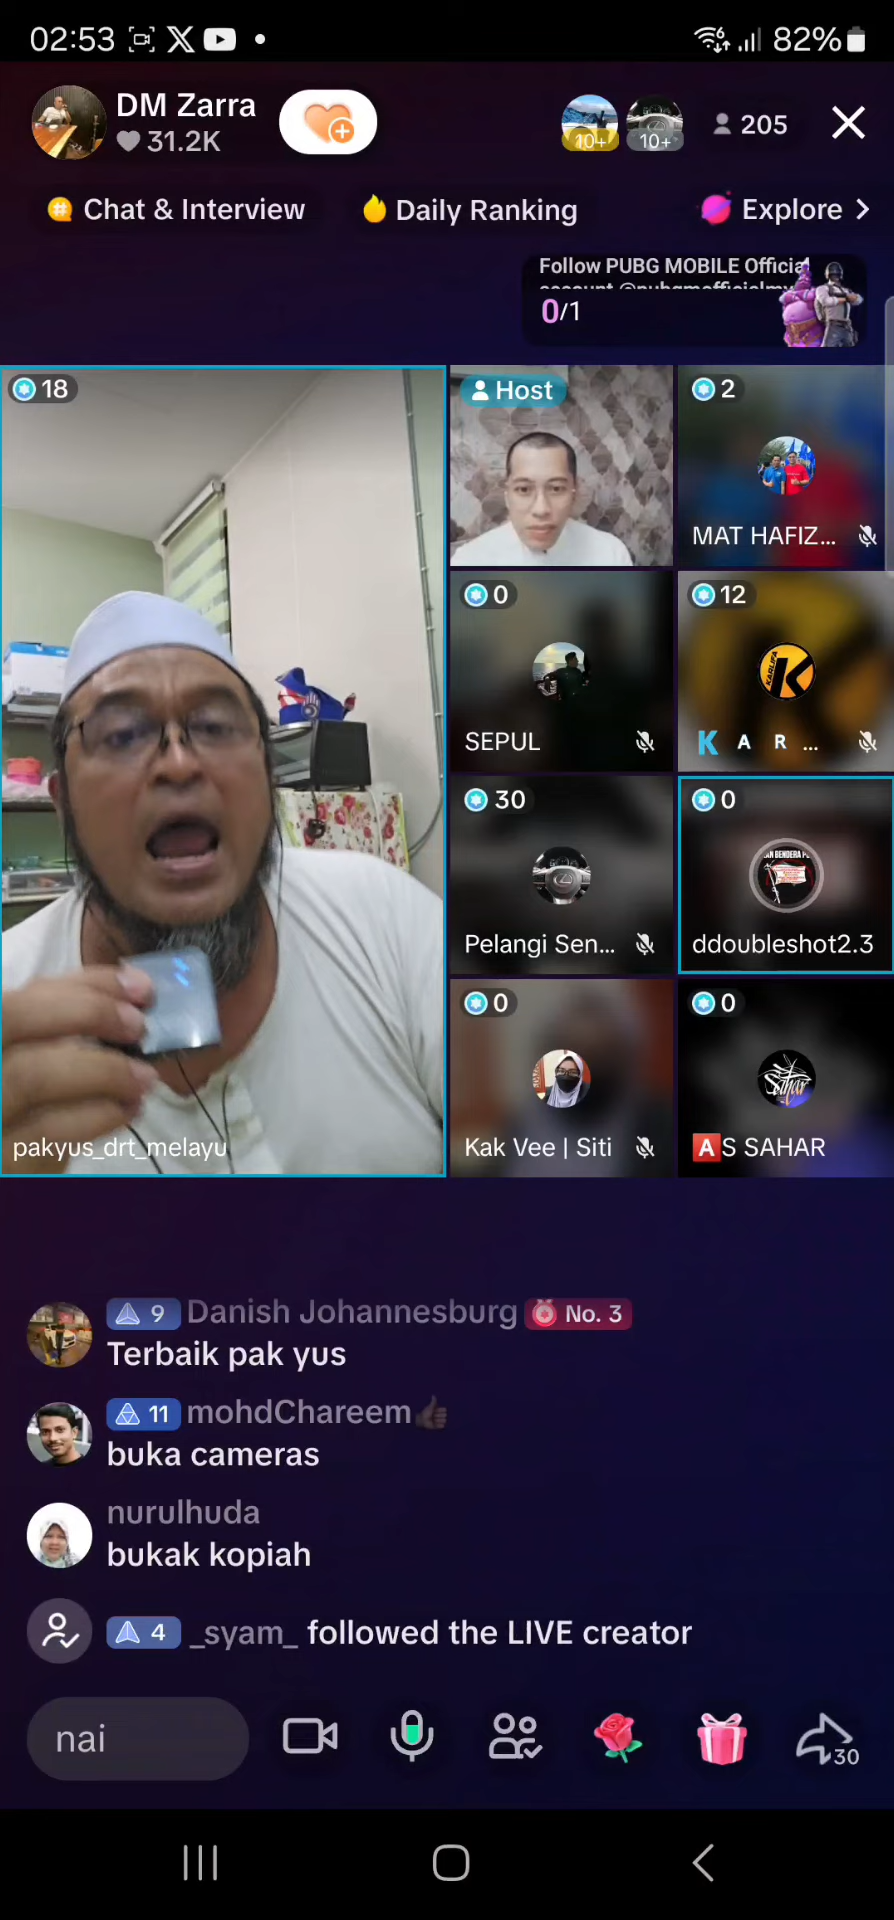 02:53
82%
DM Zarra
31.2K
10+
10+
205
Chat & Interview
Daily Ranking
Explore
Follow PUBG MOBILE Official
0/1
18
Host
2
MAT HAFIZ...
0
SEPUL
12
KARLIFA
K A R ...
30
Pelangi Sen...
0
ddoubleshot2.3
pakyus_drt_melayu
0
Kak Vee | Siti
0
Sahar
AS SAHAR
9 Danish Johannesburg No. 3
Terbaik pak yus
11 mohdChareem
buka cameras
nurulhuda
bukak kopiah
4 _syam_ followed the LIVE creator
nai
30